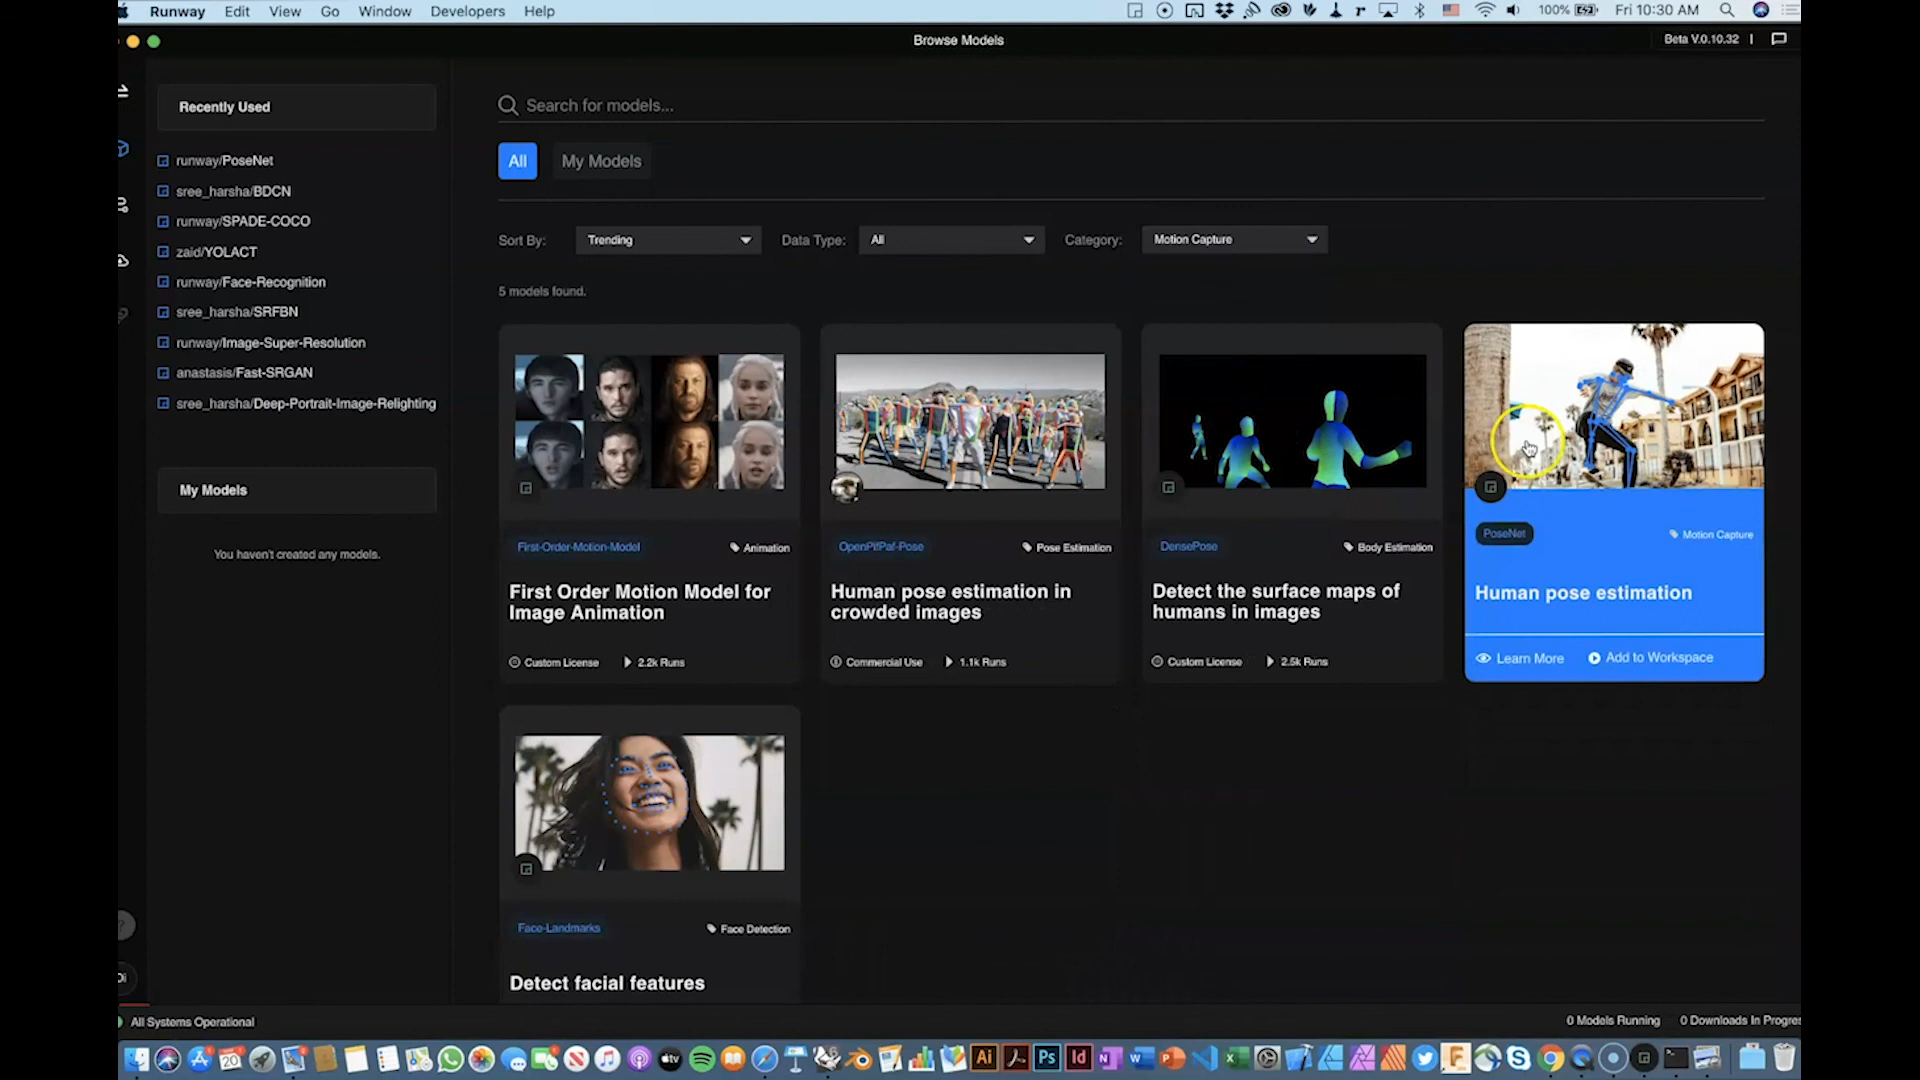 Runway Edit View Go Window Developers Help
100% Fri 10:30 AM
Browse Models
Beta V.0.10.32
Recently Used
runway/PoseNet
sree_harsha/BDCN
runway/SPADE-COCO
zaid/YOLACT
runway/Face-Recognition
sree_harsha/SRFBN
runway/Image-Super-Resolution
anastasis/Fast-SRGAN
sree_harsha/Deep-Portrait-Image-Relighting
My Models
You haven't created any models.
Search for models...
All My Models
Sort By: Trending Data Type: All Category: Motion Capture
5 models found.
First-Order-Motion-Model Animation
First Order Motion Model for
Image Animation
Custom License 2.2k Runs
OpenPifPaf-Pose Pose Estimation
Human pose estimation in
crowded images
Commercial Use 1.1k Runs
DensePose Body Estimation
Detect the surface maps of
humans in images
Custom License 2.5k Runs
PoseNet Motion Capture
Human pose estimation
Learn More Add to Workspace
Face-Landmarks Face Detection
Detect facial features
All Systems Operational
0 Models Running 0 Downloads In Progres
20 tv Ai Ps Id